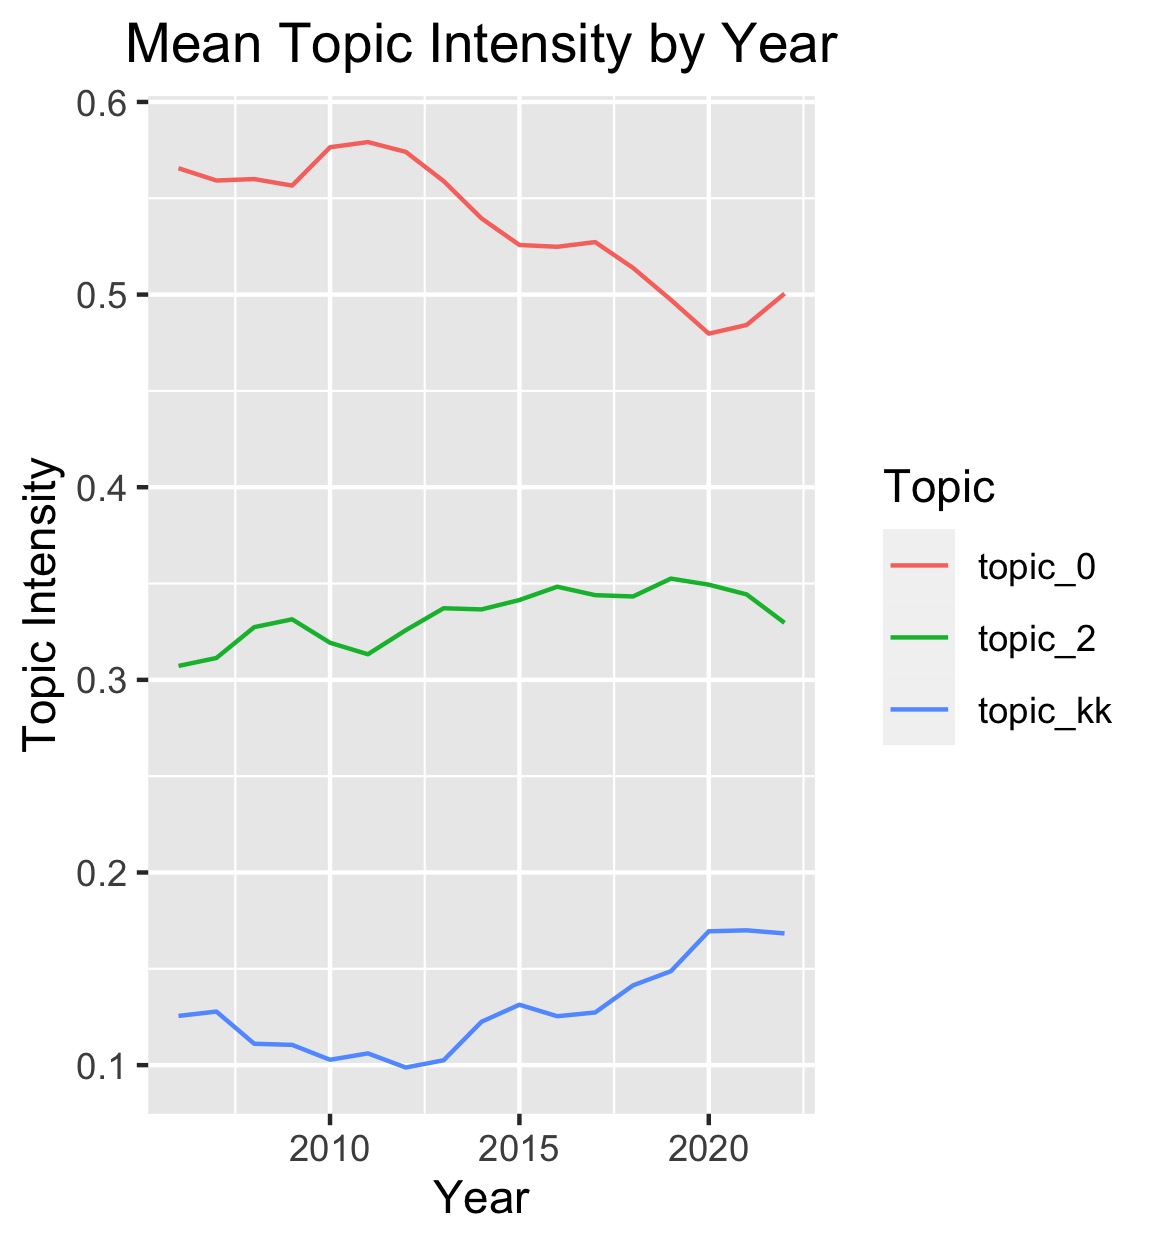 Mean Topic Intensity by Year
0.6
0.5
0.4
0.3
0.2
0.1
Topic Intensity
2010 2015 2020
Year
Topic
topic_0
topic_2
topic_kk